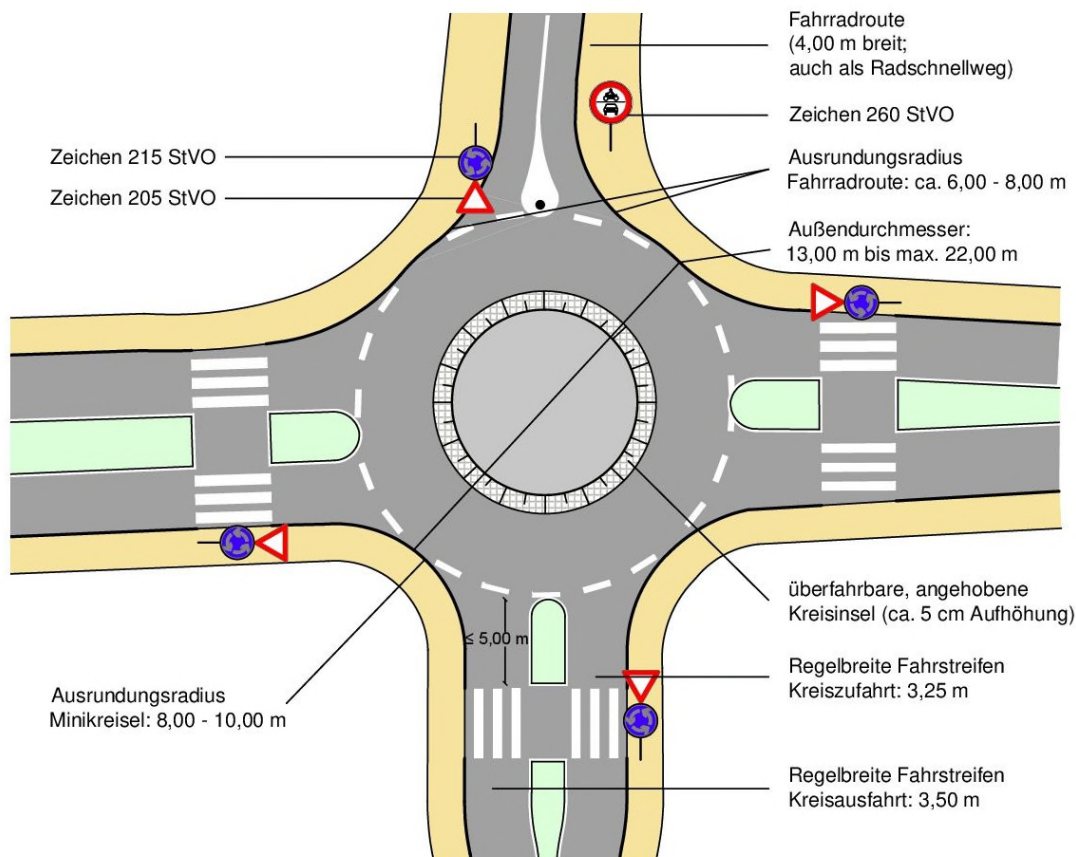 Fahrradroute
(4,00 m breit;
auch als Radschnellweg)
Zeichen 260 StVO
Zeichen 215 StVO
Zeichen 205 StVO
Ausrundungsradius
Fahrradroute: ca. 6,00 - 8,00 m
Außendurchmesser:
13,00 m bis max. 22,00 m
überfahrbare, angehobene
Kreisinsel (ca. 5 cm Aufhöhung)
≤ 5,00 m
Regelbreite Fahrstreifen
Kreiszufahrt: 3,25 m
Ausrundungsradius
Minikreisel: 8,00 - 10,00 m
Regelbreite Fahrstreifen
Kreisausfahrt: 3,50 m